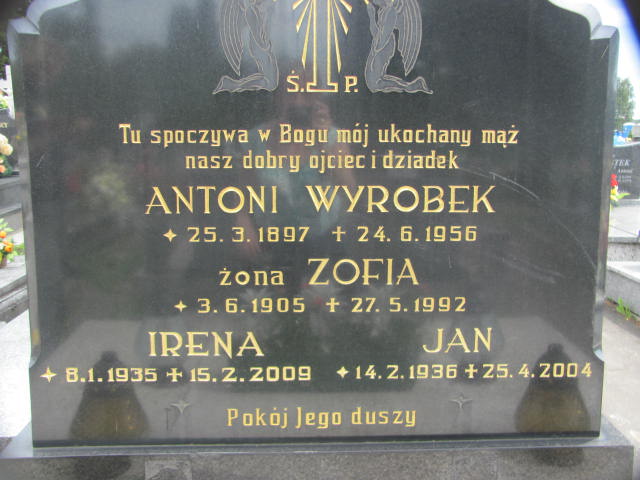 Ś. P.
Tu spoczywa w Bogu mój ukochany mąż
nasz dobry ojciec i dziadek
ANTONI WYROBEK
✦ 25. 3. 1897 ✝ 24. 6. 1956
żona ZOFIA
✦ 3. 6. 1905 ✝ 27. 5. 1992
IRENA JAN
✦ 8. 1. 1935 ✝ 15. 2. 2009 ✦ 14. 2. 1936 ✝ 25. 4. 2004
Pokój Jego duszy